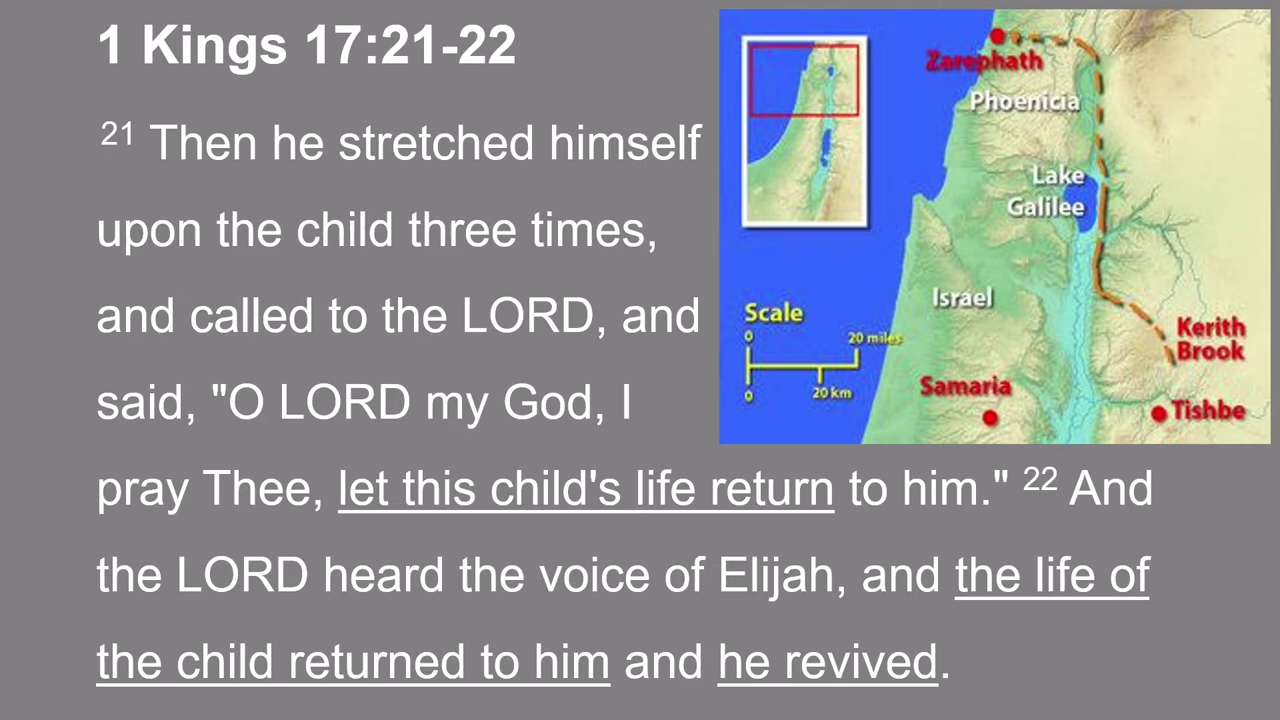 1 Kings 17:21-22
21 Then he stretched himself
upon the child three times,
and called to the LORD, and
said, "O LORD my God, I
pray Thee, let this child's life return to him." 22 And
the LORD heard the voice of Elijah, and the life of
the child returned to him and he revived.
Zarephath
Phoenicia
Lake
Galilee
Israel
Scale
0
20 miles
0
20 km
Kerith
Brook
Samaria
Tishbe